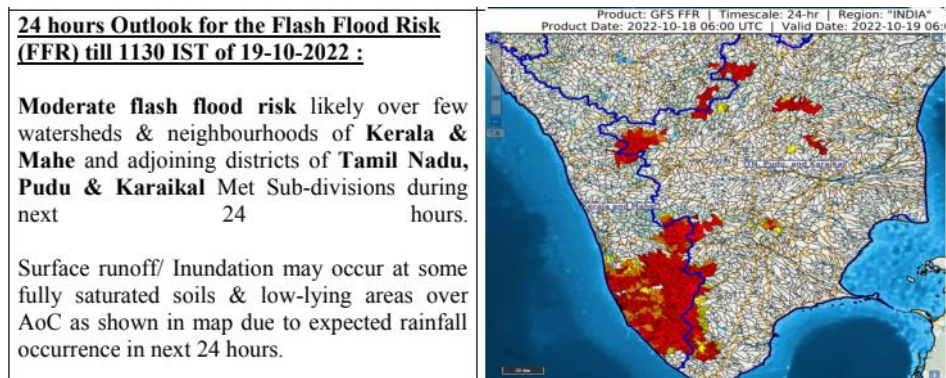 24 hours Outlook for the Flash Flood Risk
(FFR) till 1130 IST of 19-10-2022 :
Moderate flash flood risk likely over few
watersheds & neighbourhoods of Kerala &
Mahe and adjoining districts of Tamil Nadu,
Pudu & Karaikal Met Sub-divisions during
next 24 hours.
Surface runoff/ Inundation may occur at some
fully saturated soils & low-lying areas over
AoC as shown in map due to expected rainfall
occurrence in next 24 hours.
Product: GFS FFR | Timescale: 24-hr | Region: "INDIA"
Product Date: 2022-10-18 06:00 UTC | Valid Date: 2022-10-19 06:
TN, Pudu, and Karaikal
Kerala and Mahe